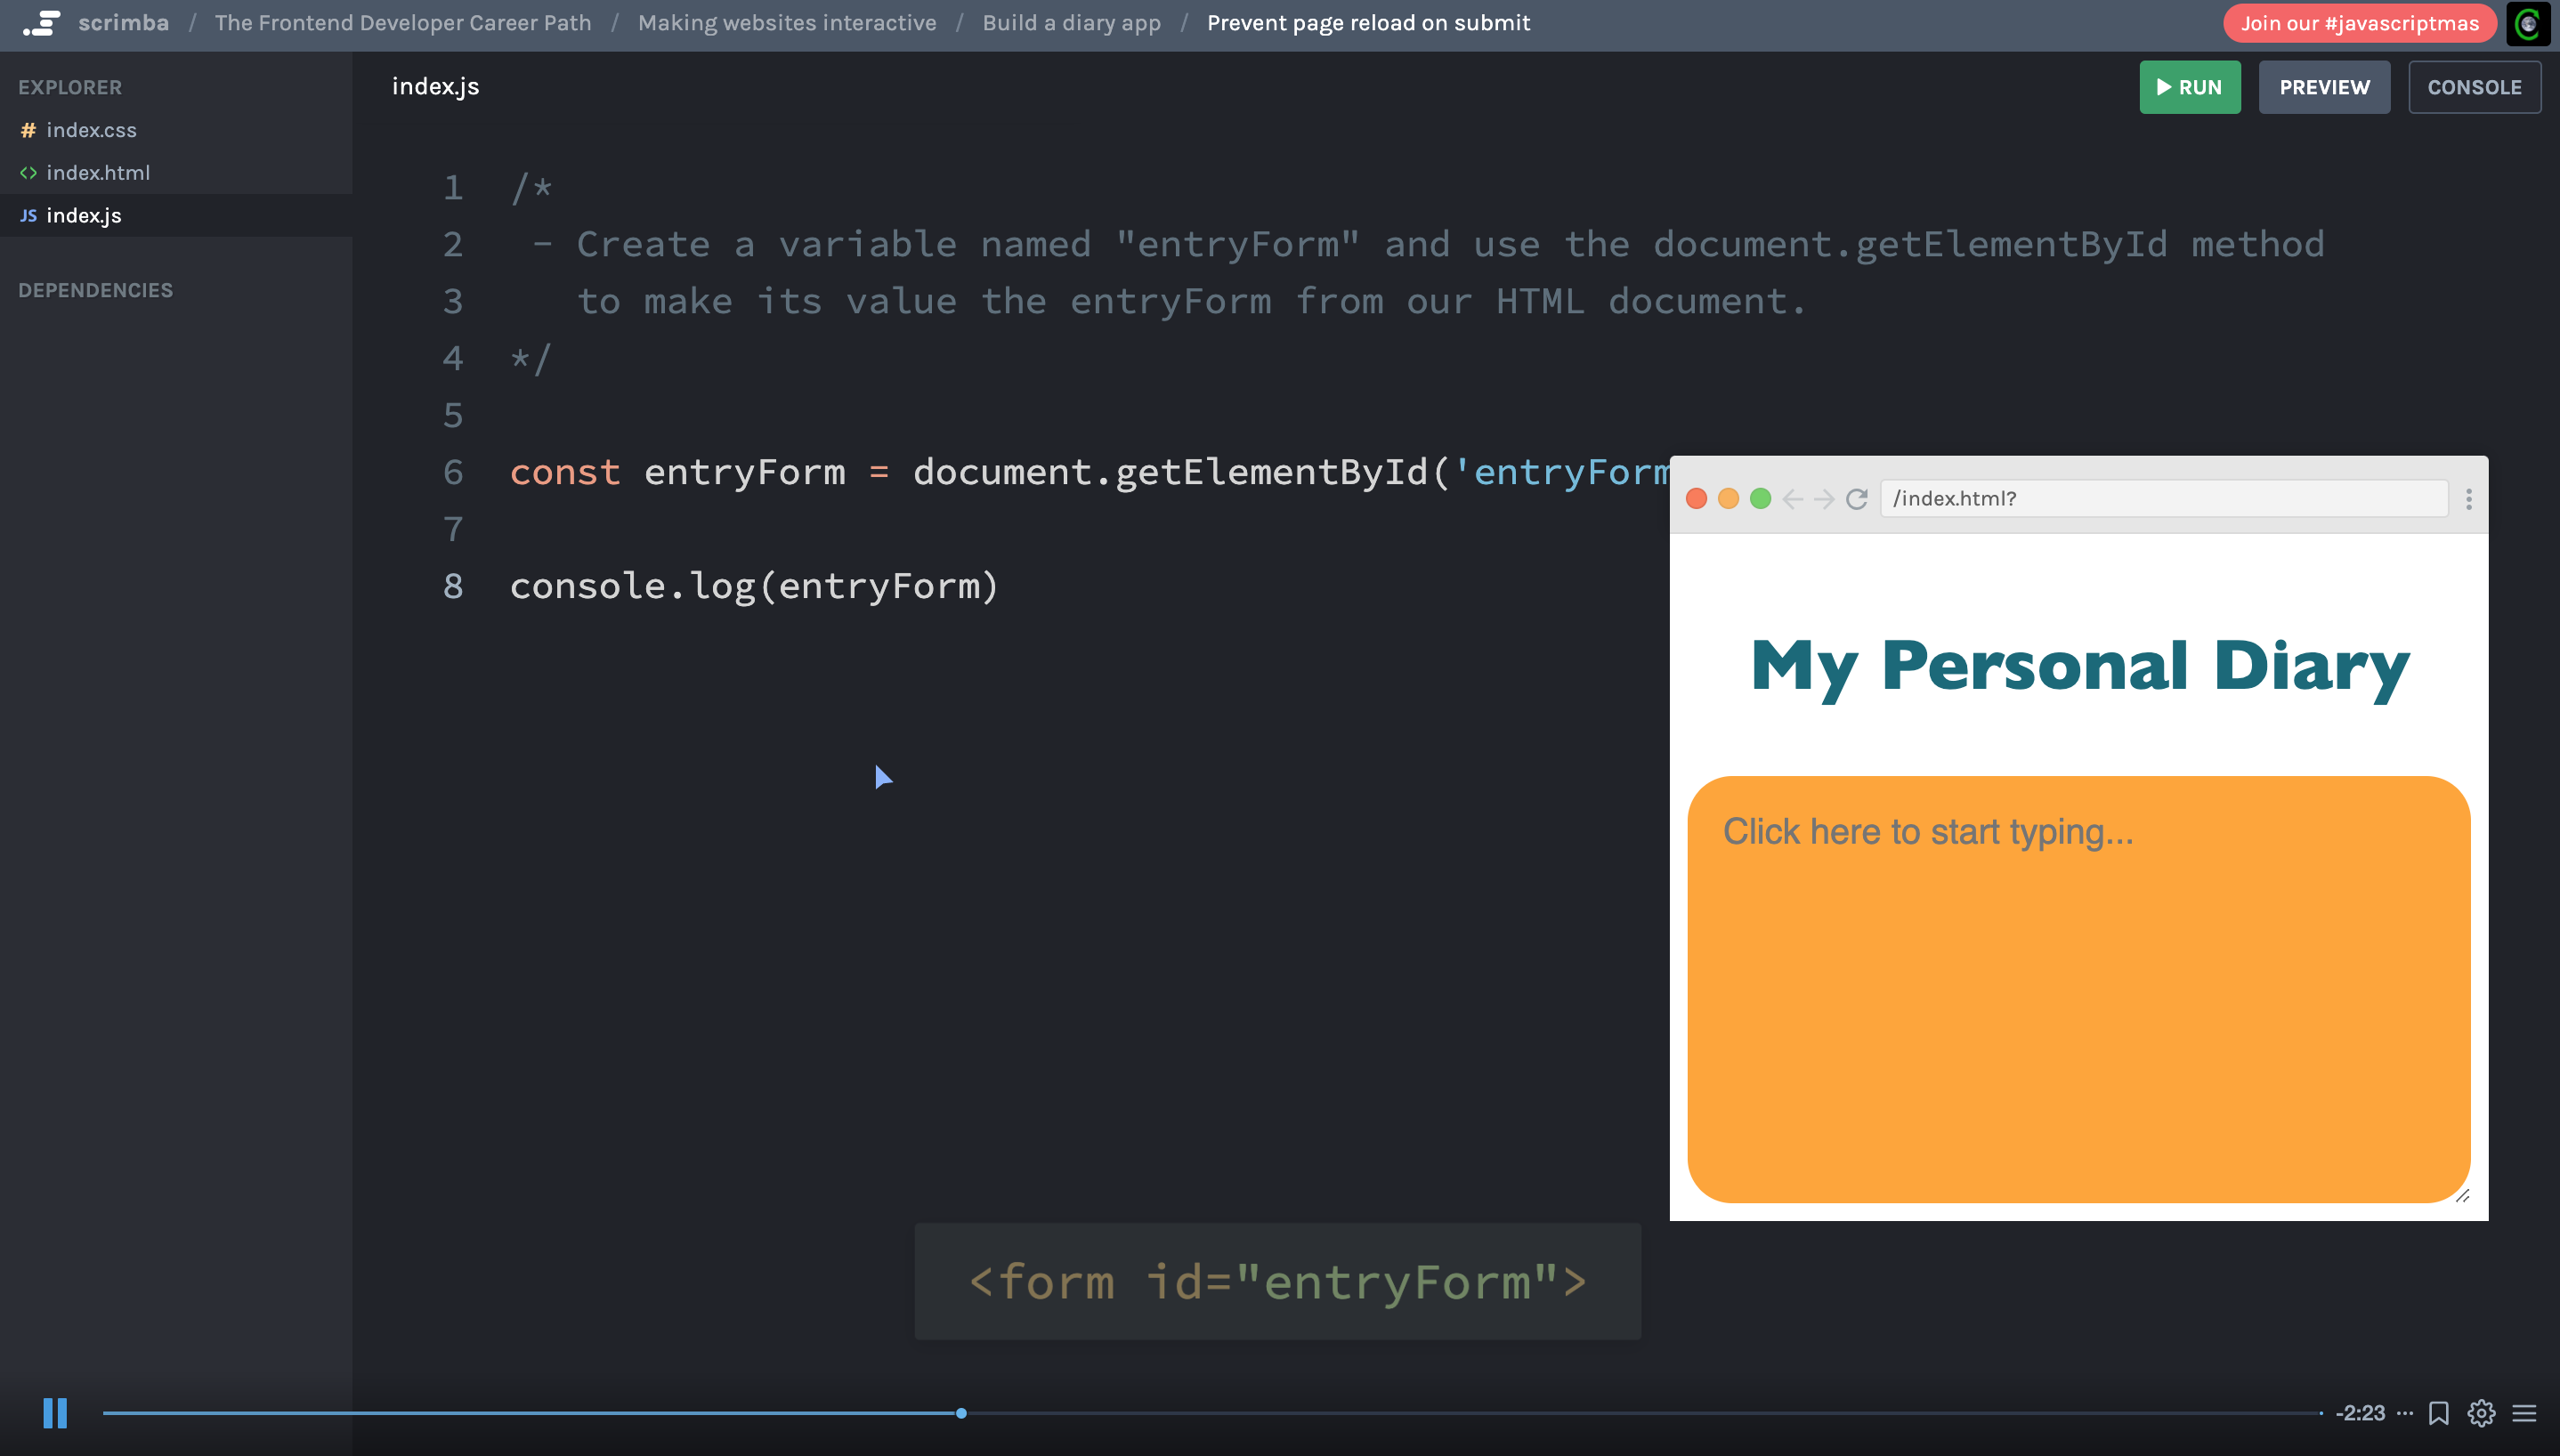 scrimba / The Frontend Developer Career Path / Making websites interactive / Build a diary app / Prevent page reload on submit
Join our #javascriptmas
EXPLORER
# index.css
<> index.html
JS index.js
DEPENDENCIES
index.js
RUN
PREVIEW
CONSOLE
1 /*
2 - Create a variable named "entryForm" and use the document.getElementById method
3 to make its value the entryForm from our HTML document.
4 */
5
6 const entryForm = document.getElementById('entryForm
7
8 console.log(entryForm)
/index.html?
My Personal Diary
Click here to start typing...
<form id="entryForm">
-2:23